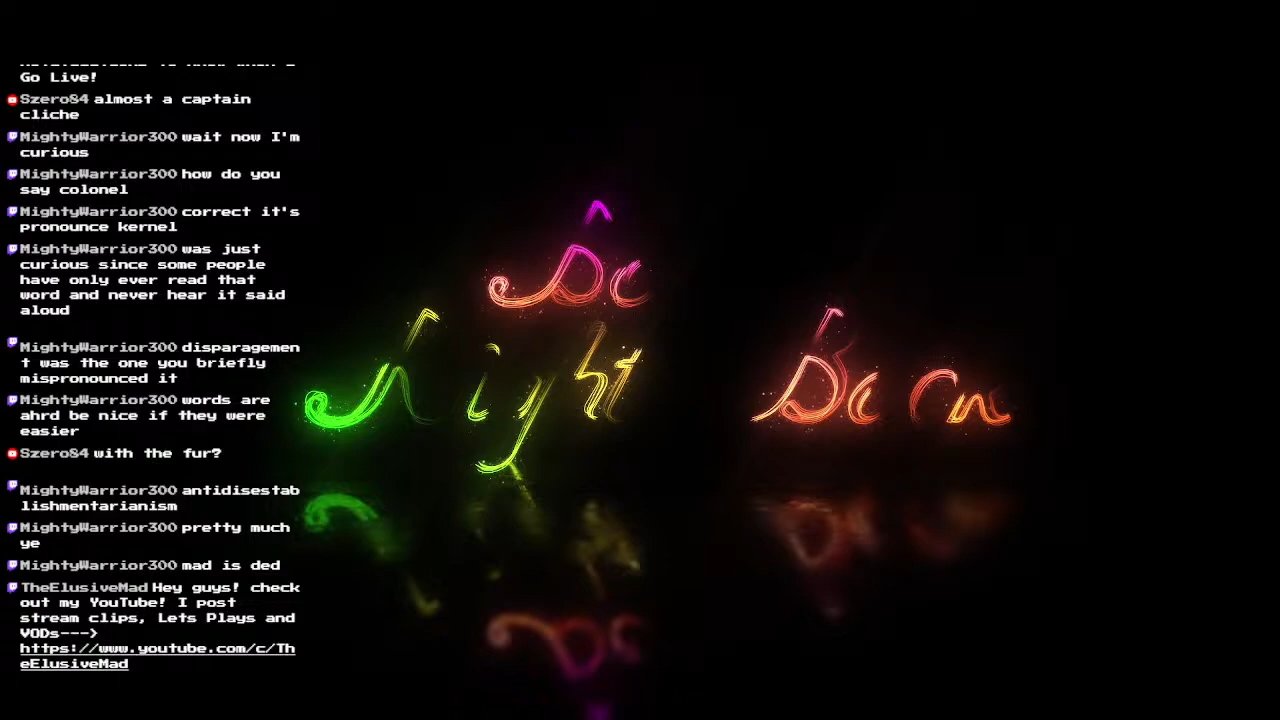 Go Live!
Szero84 almost a captain
cliche
MightyWarrior300 wait now I'm
curious
MightyWarrior300 how do you
say colonel
MightyWarrior300 correct it's
pronounce kernel
MightyWarrior300 was just
curious since some people
have only ever read that
word and never hear it said
aloud
MightyWarrior300 disparagemen
t was the one you briefly
mispronounced it
MightyWarrior300 words are
ahrd be nice if they were
easier
Szero84 with the fur?
MightyWarrior300 antidisestab
lishmentarianism
MightyWarrior300 pretty much
ye
MightyWarrior300 mad is ded
TheElusiveMad Hey guys! check
out my YouTube! I post
stream clips, Lets Plays and
VODs--->
https://www.youtube.com/c/Th
eElusiveMad